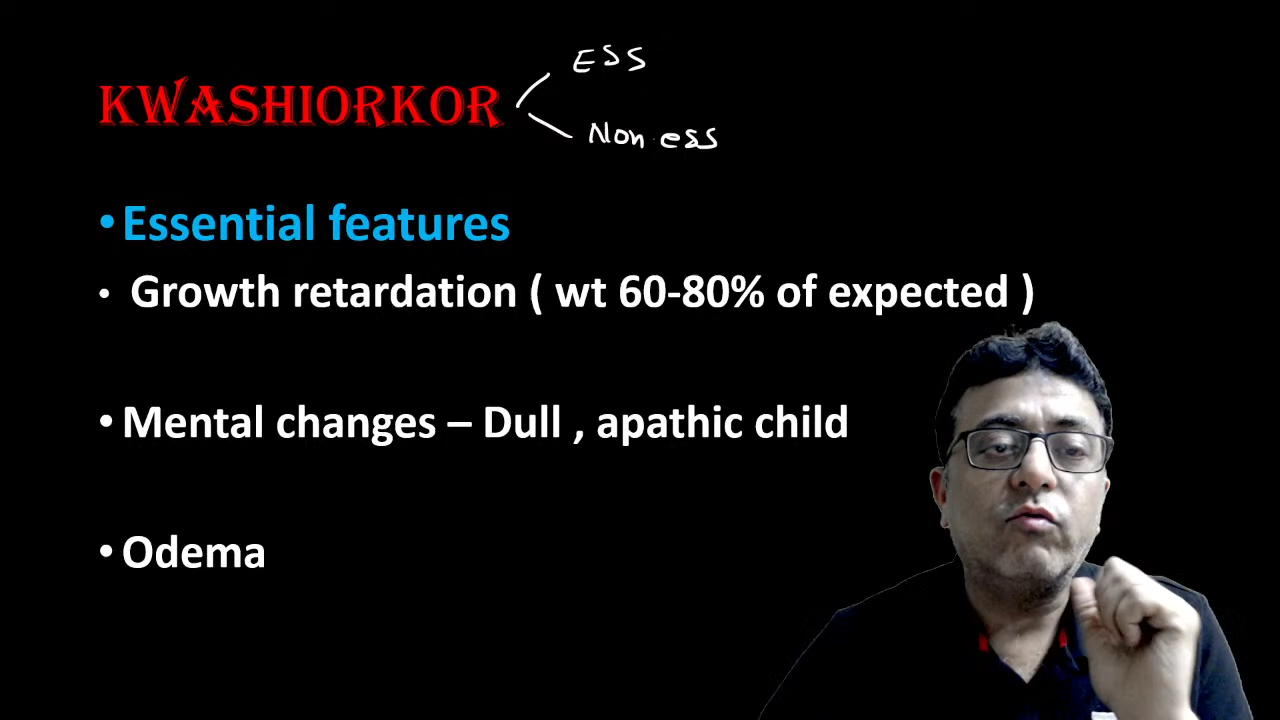 ESS
KWASHIORKOR
Non ess
•Essential features
• Growth retardation ( wt 60-80% of expected )
• Mental changes – Dull , apathic child
• Odema